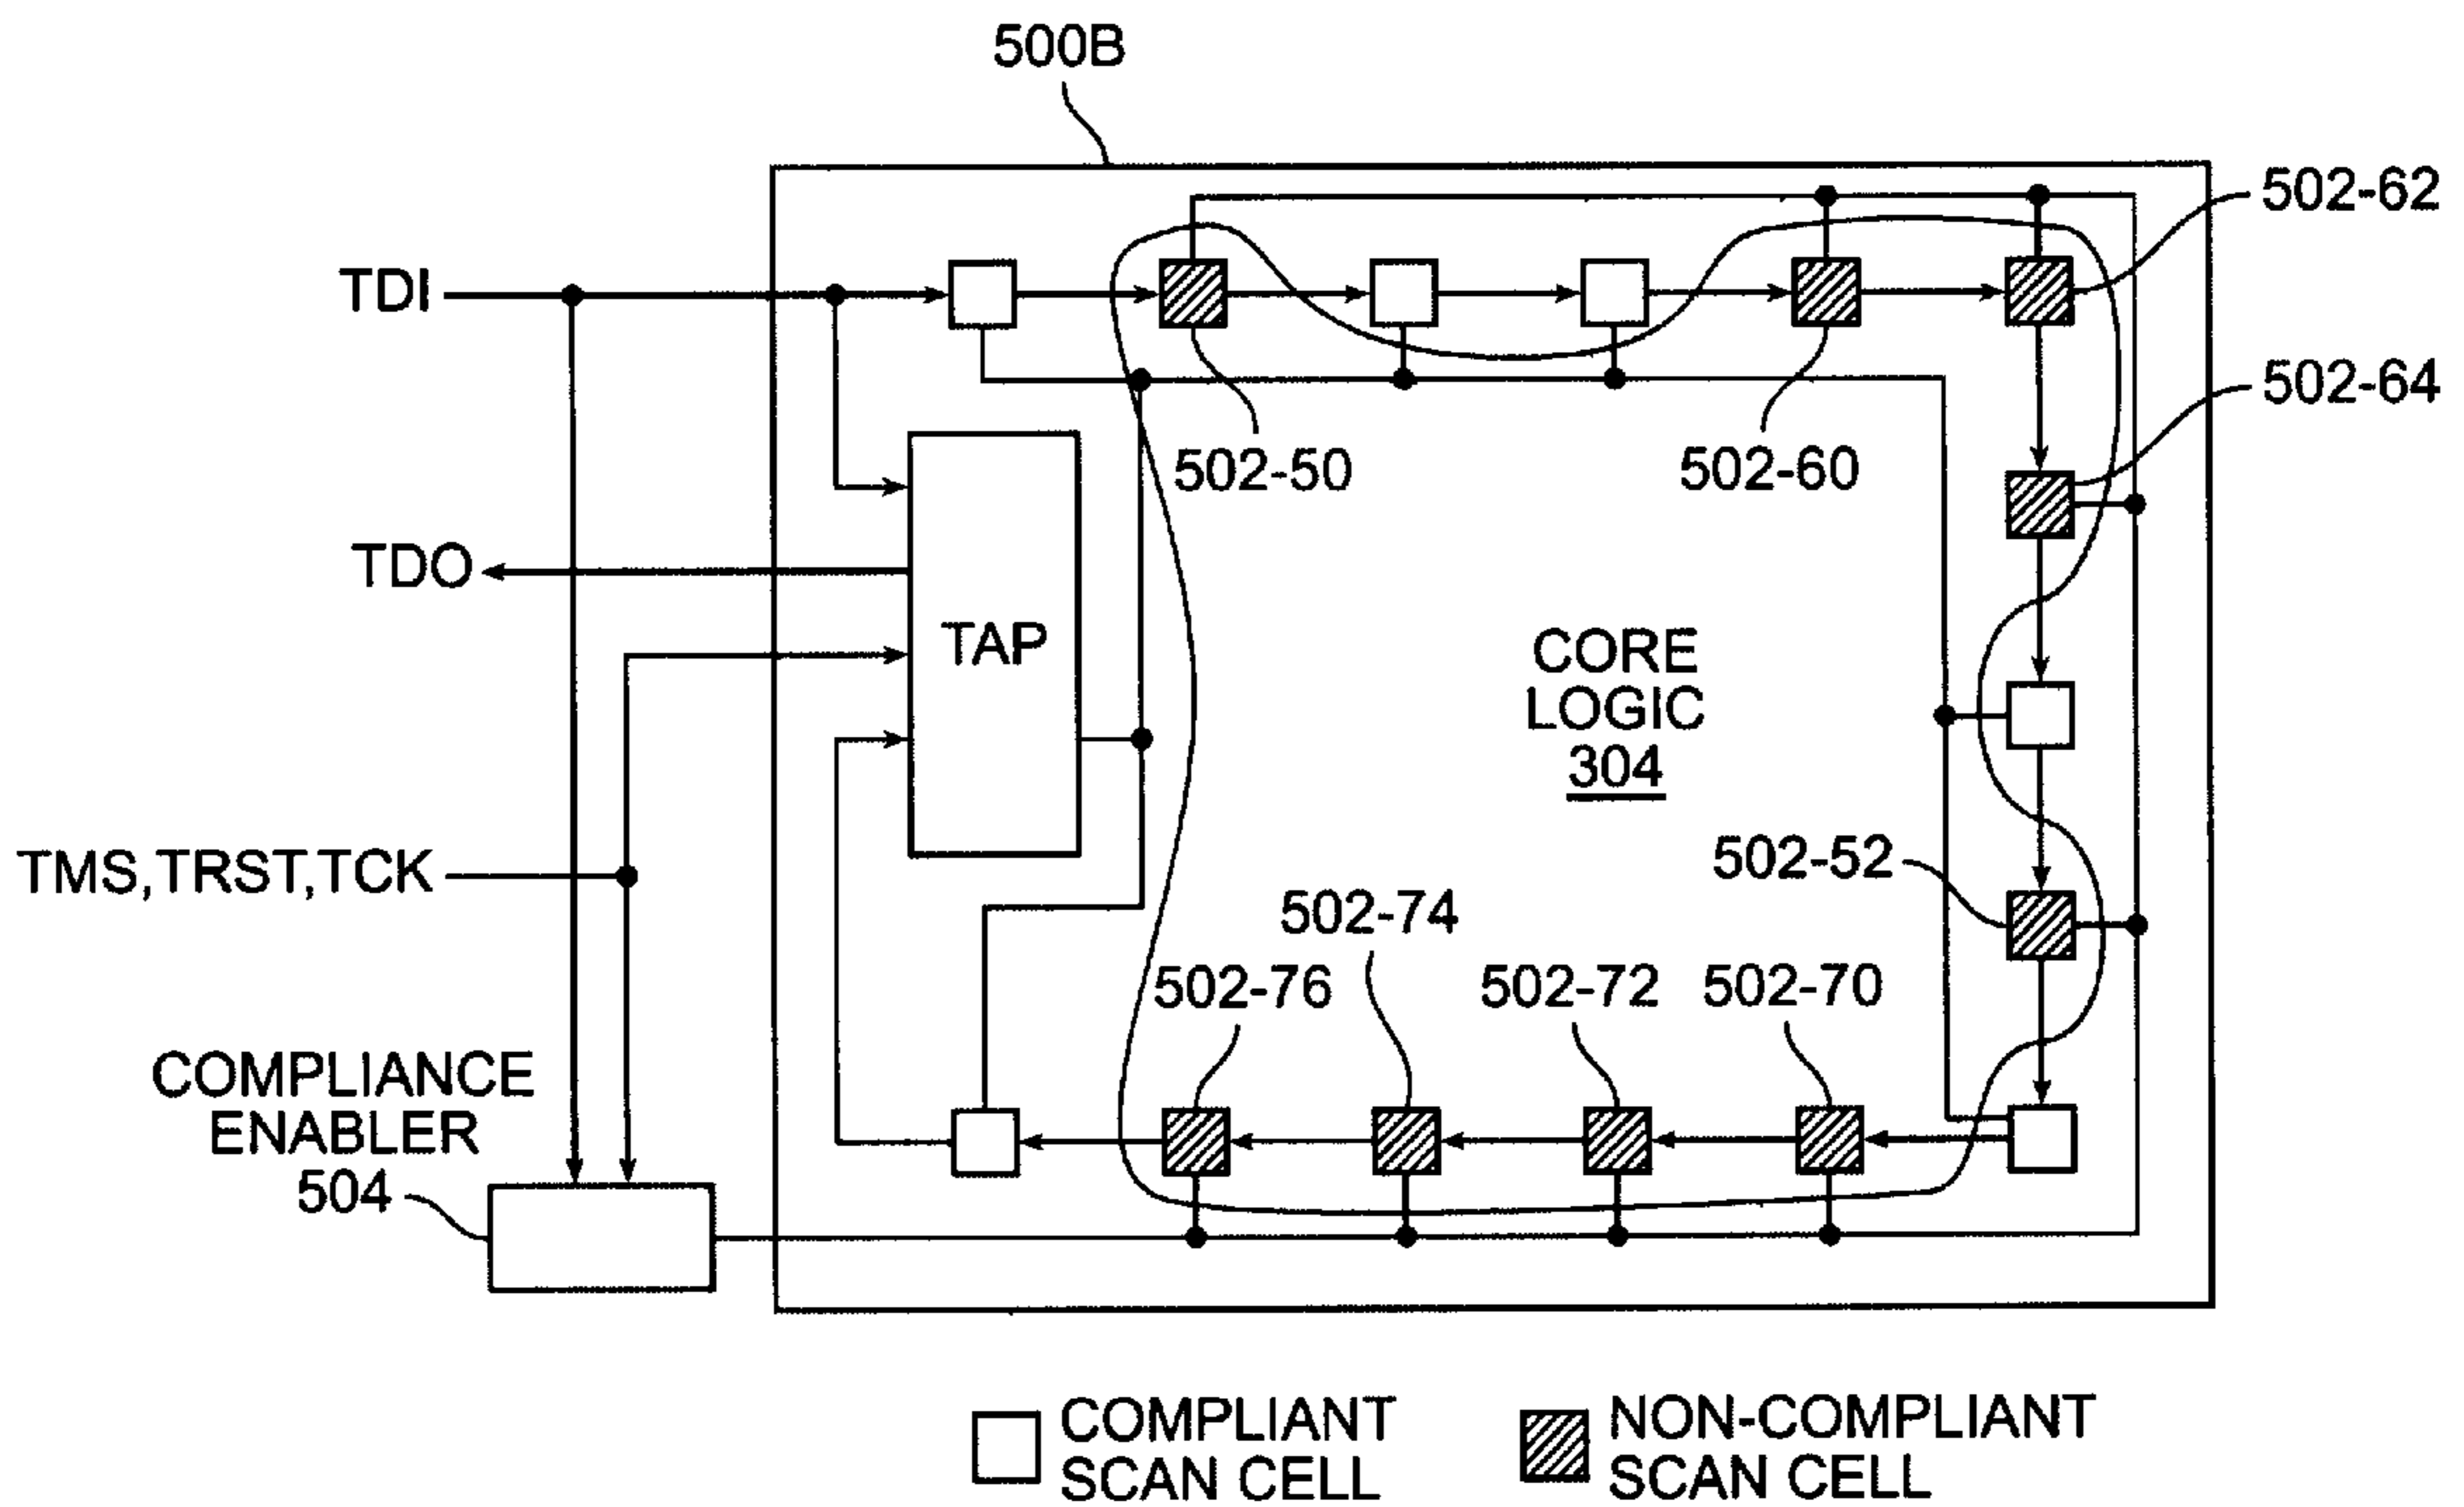 500B
502-62
TDI
502-64
502-50
502-60
TDO
TAP
CORE
LOGIC
304
TMS,TRST,TCK
502-52
502-74
502-76
502-72
502-70
COMPLIANCE
ENABLER
504
COMPLIANT
SCAN CELL
NON-COMPLIANT
SCAN CELL